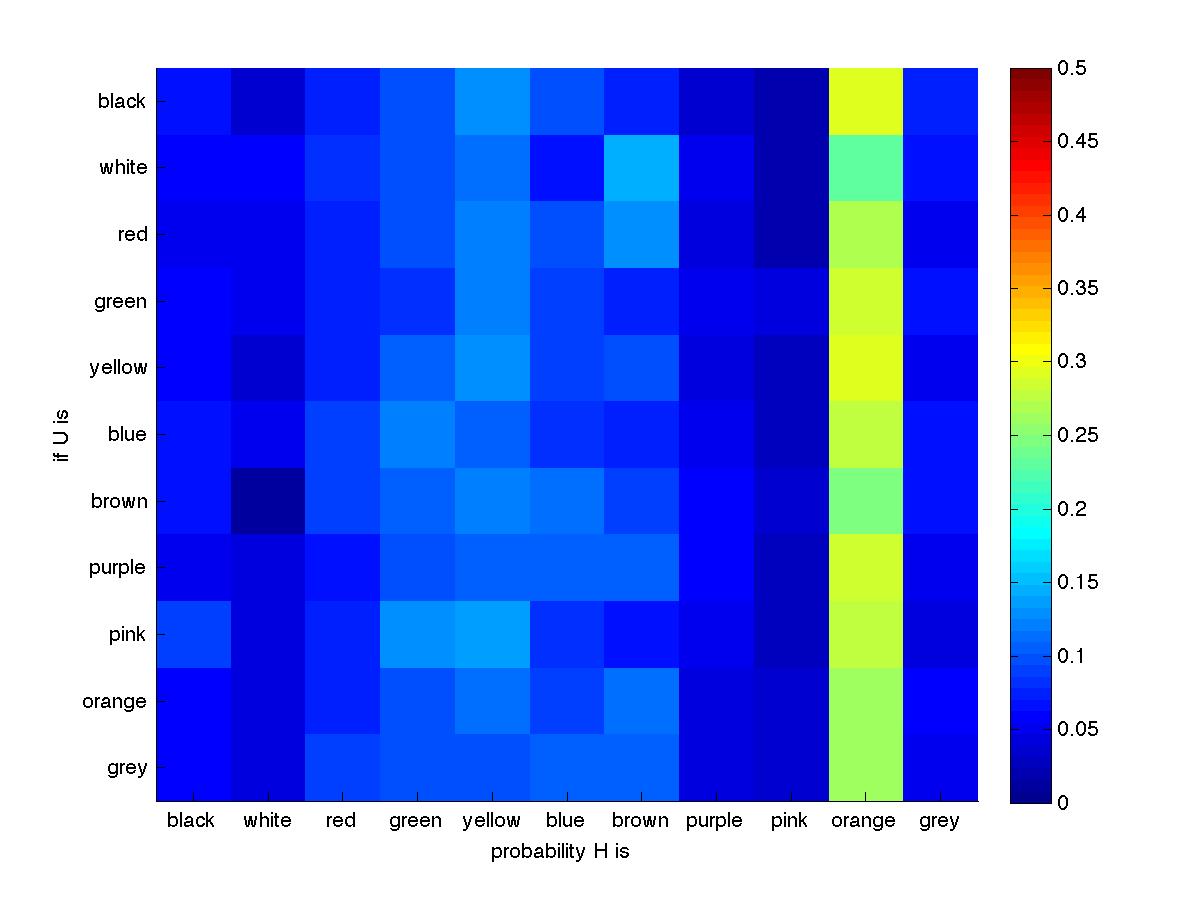 black
white
red
green
yellow
blue
brown
purple
pink
orange
grey
if U is
black white red green yellow blue brown purple pink orange grey
probability H is
0.5
0.45
0.4
0.35
0.3
0.25
0.2
0.15
0.1
0.05
0